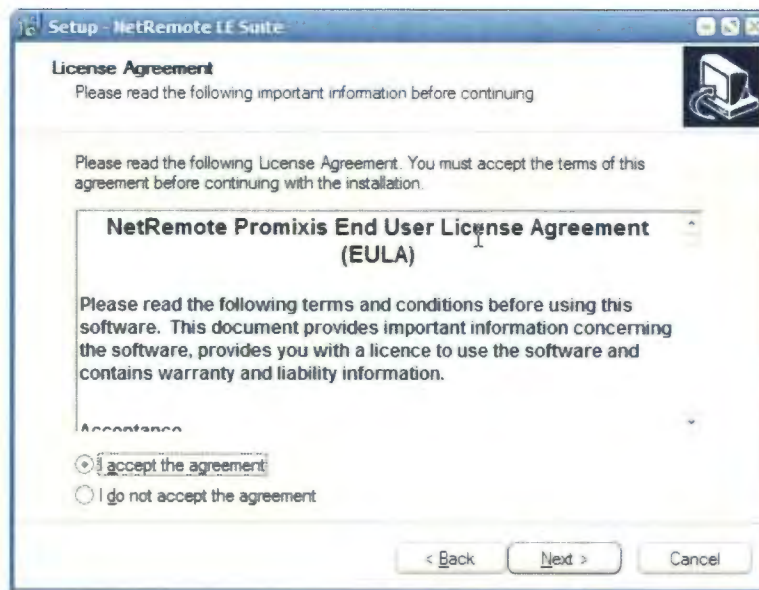 Setup - NetRemote LE Suite
License Agreement
Please read the following important information before continuing
Please read the following License Agreement. You must accept the terms of this
agreement before continuing with the installation.
NetRemote Promixis End User License Agreement
(EULA)
Please read the following terms and conditions before using this
software. This document provides important information concerning
the software, provides you with a licence to use the software and
contains warranty and liability information.
Acceptance
I accept the agreement
I do not accept the agreement
< Back
Next >
Cancel